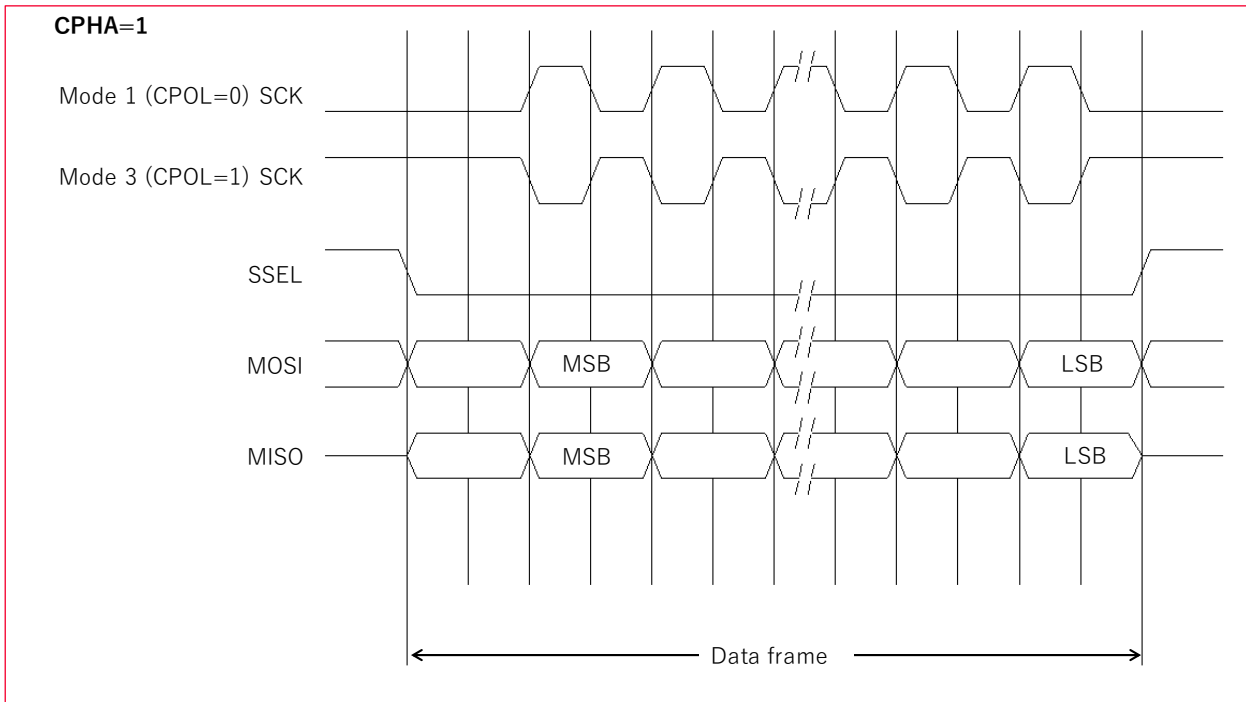 CPHA=1
Mode 1 (CPOL=0) SCK
Mode 3 (CPOL=1) SCK
SSEL
MOSI
MSB
LSB
MISO
MSB
LSB
Data frame